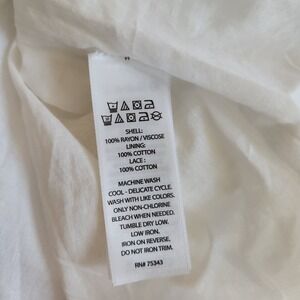 SHELL:
100% RAYON / VISCOSE
LINING:
100% COTTON
LACE :
100% COTTON
MACHINE WASH
COOL - DELICATE CYCLE.
WASH WITH LIKE COLORS.
ONLY NON-CHLORINE
BLEACH WHEN NEEDED.
TUMBLE DRY LOW.
LOW IRON.
IRON ON REVERSE.
DO NOT IRON TRIM.
RN# 75343